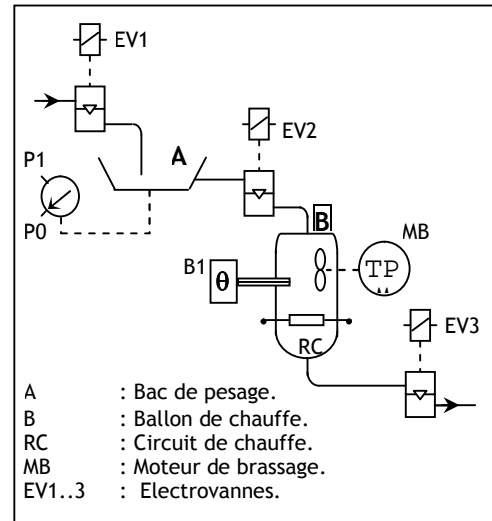 EV1
EV2
A
P1
P0
B
MB
B1
θ
TP
EV3
RC
A : Bac de pesage.
B : Ballon de chauffe.
RC : Circuit de chauffe.
MB : Moteur de brassage.
EV1..3 : Electrovannes.